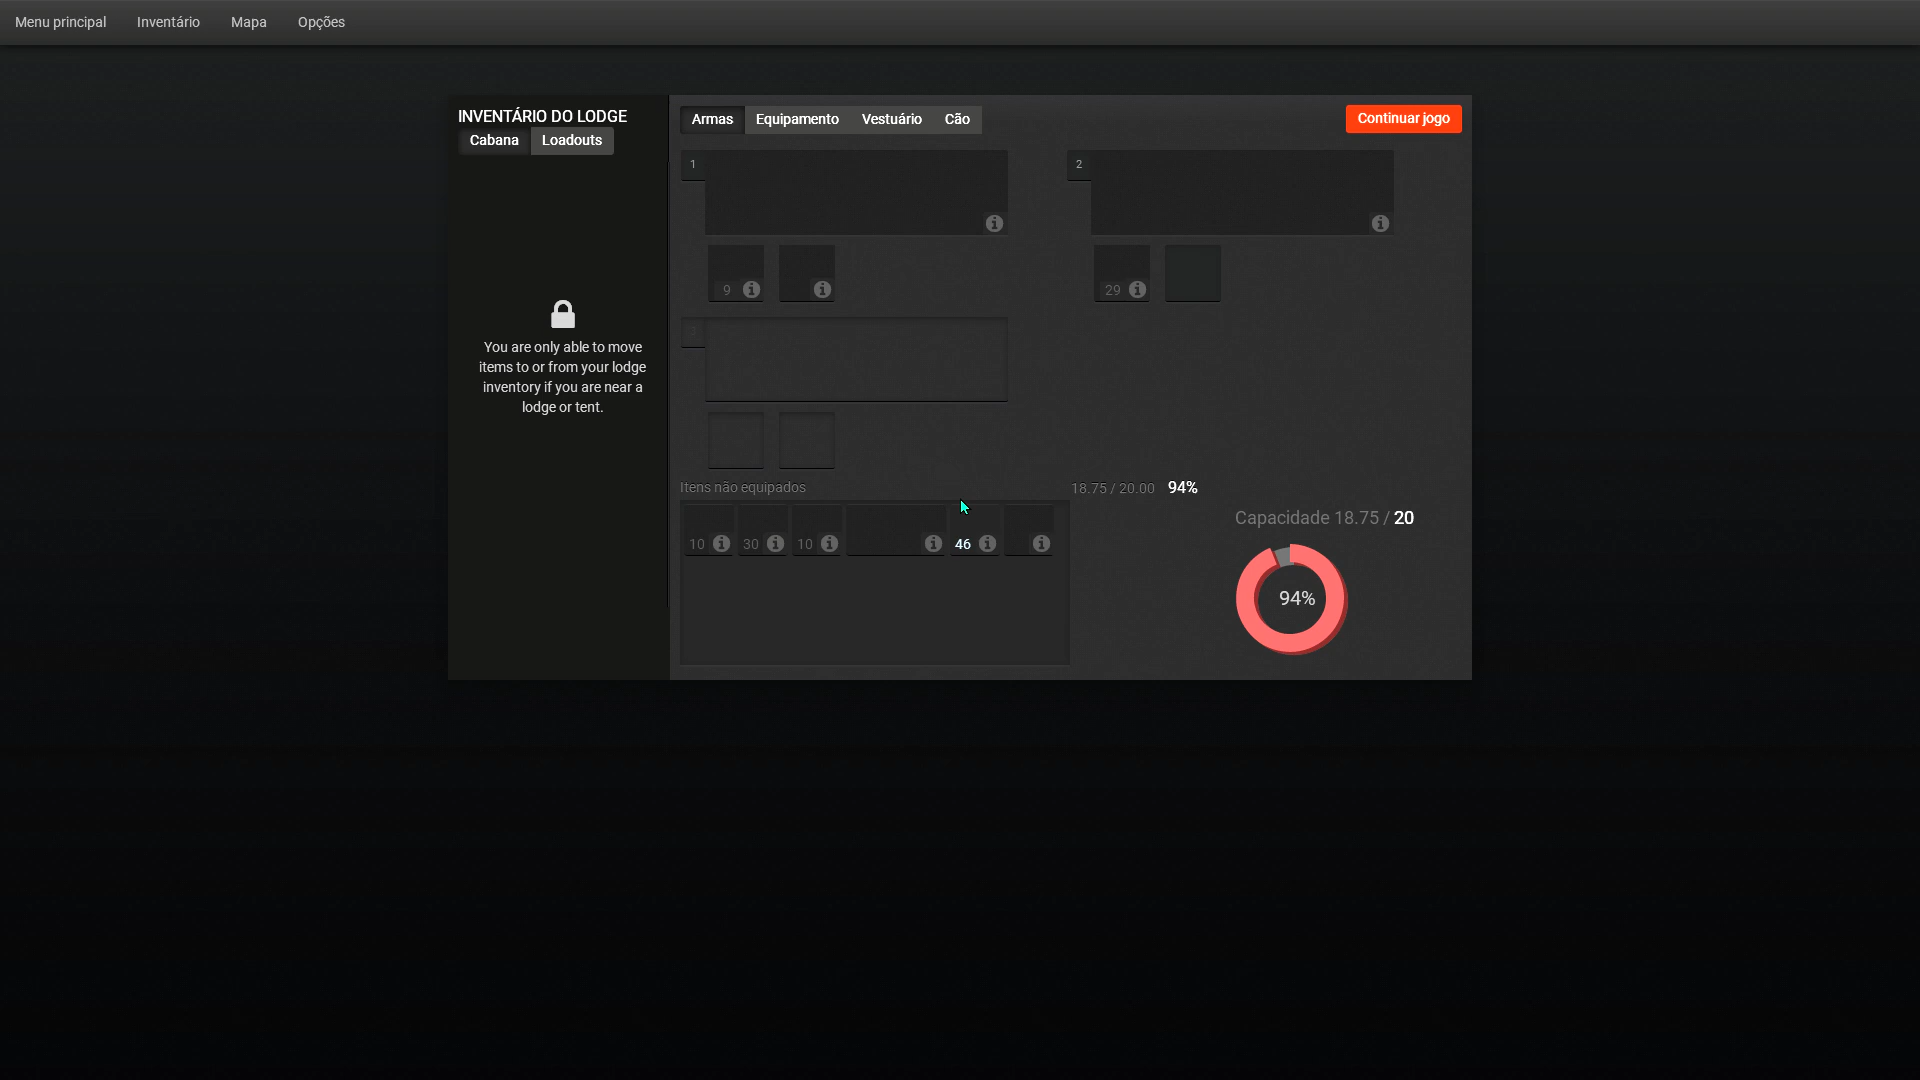 Menu principal
Inventário
Mapa
Opções
INVENTÁRIO DO LODGE
Cabana
Loadouts
Armas
Equipamento
Vestuário
Cão
Continuar jogo
1
2
9
29
You are only able to move
items to or from your lodge
inventory if you are near a
lodge or tent.
Itens não equipados
18.75 / 20.00 94%
10
30
10
46
Capacidade 18.75 / 20
94%